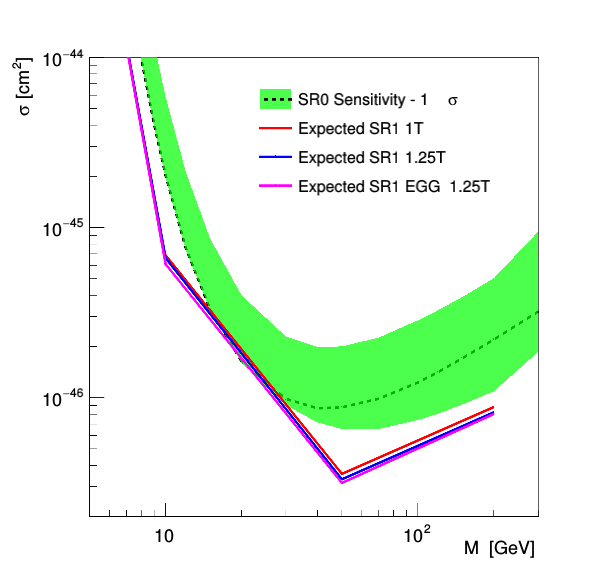 σ [cm²]
10⁻⁴⁴
10⁻⁴⁵
10⁻⁴⁶
SR0 Sensitivity - 1 σ
Expected SR1 1T
Expected SR1 1.25T
Expected SR1 EGG 1.25T
10
10²
M [GeV]